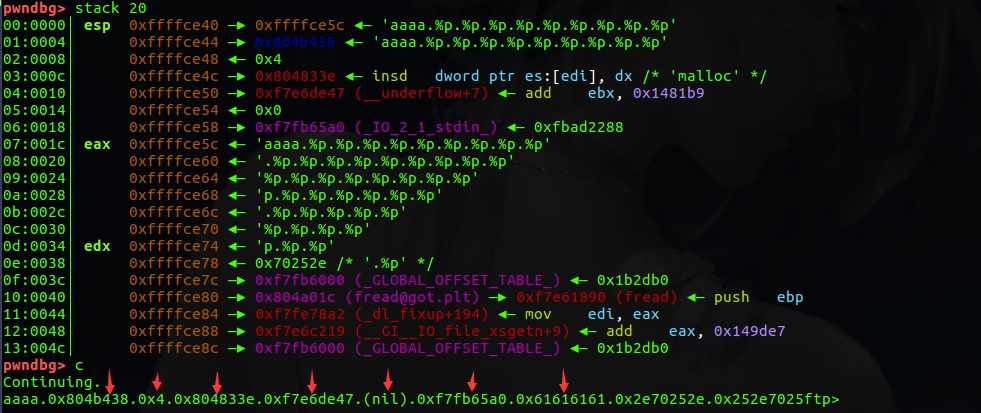 pwndbg> stack 20
00:0000│ esp  0xffffce40 —▸ 0xffffce5c ◂— 'aaaa.%p.%p.%p.%p.%p.%p.%p.%p.%p'
01:0004│      0xffffce44 —▸ 0x804b438 ◂— 'aaaa.%p.%p.%p.%p.%p.%p.%p.%p.%p'
02:0008│      0xffffce48 ◂— 0x4
03:000c│      0xffffce4c —▸ 0x804833e ◂— insd   dword ptr es:[edi], dx /* 'malloc' */
04:0010│      0xffffce50 —▸ 0xf7e6de47 (__underflow+7) ◂— add    ebx, 0x1481b9
05:0014│      0xffffce54 ◂— 0x0
06:0018│      0xffffce58 —▸ 0xf7fb65a0 (_IO_2_1_stdin_) ◂— 0xfbad2288
07:001c│ eax  0xffffce5c ◂— 'aaaa.%p.%p.%p.%p.%p.%p.%p.%p.%p'
08:0020│      0xffffce60 ◂— '.%p.%p.%p.%p.%p.%p.%p.%p.%p'
09:0024│      0xffffce64 ◂— '%p.%p.%p.%p.%p.%p.%p.%p'
0a:0028│      0xffffce68 ◂— 'p.%p.%p.%p.%p.%p.%p'
0b:002c│      0xffffce6c ◂— '.%p.%p.%p.%p.%p'
0c:0030│      0xffffce70 ◂— '%p.%p.%p.%p'
0d:0034│ edx  0xffffce74 ◂— 'p.%p.%p'
0e:0038│      0xffffce78 ◂— 0x70252e /* '.%p' */
0f:003c│      0xffffce7c —▸ 0xf7fb6000 (_GLOBAL_OFFSET_TABLE_) ◂— 0x1b2db0
10:0040│      0xffffce80 —▸ 0x804a01c (fread@got.plt) —▸ 0xf7e61890 (fread) ◂— push   ebp
11:0044│      0xffffce84 —▸ 0xf7fe78a2 (_dl_fixup+194) ◂— mov    edi, eax
12:0048│      0xffffce88 —▸ 0xf7e6c219 (__GI__IO_file_xsgetn+9) ◂— add    eax, 0x149de7
13:004c│      0xffffce8c —▸ 0xf7fb6000 (_GLOBAL_OFFSET_TABLE_) ◂— 0x1b2db0
pwndbg> c
Continuing.
aaaa.0x804b438.0x4.0x804833e.0xf7e6de47.(nil).0xf7fb65a0.0x61616161.0x2e70252e.0x252e7025ftp>